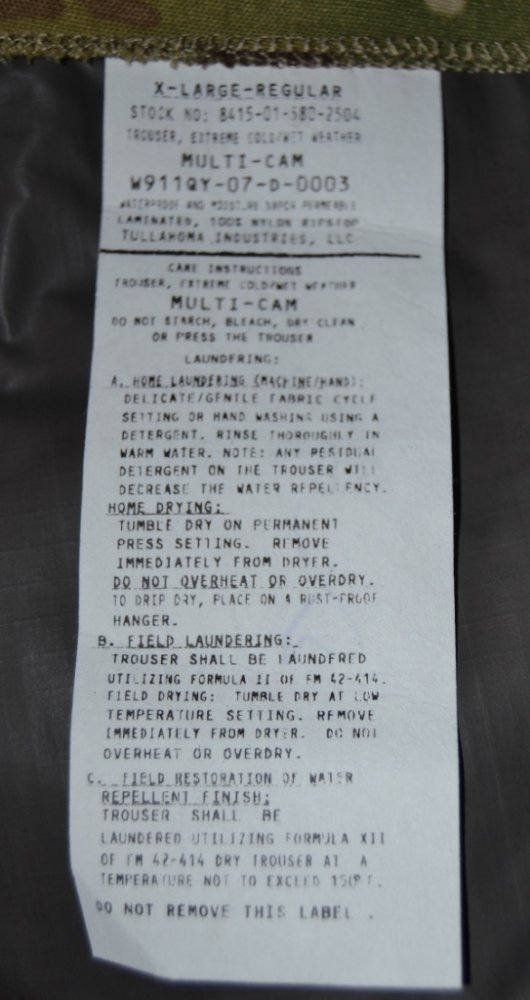 X-LARGE-REGULAR
STOCK NO: 8415-01-580-2504
TROUSER, EXTREME COLD/WET WEATHER
MULTI-CAM
W911QY-07-D-0003
WATERPROOF AND MOISTURE VAPOR PERMEABLE
LAMINATED, 100% NYLON RIPSTOP
TULLAHOMA INDUSTRIES, LLC
CARE INSTRUCTIONS
TROUSER, EXTREME COLD/WET WEATHER
MULTI-CAM
DO NOT STARCH, BLEACH, DRY CLEAN
OR PRESS THE TROUSER
LAUNDERING:
A. HOME LAUNDERING (MACHINE/HAND):
DELICATE/GENTLE FABRIC CYCLE
SETTING OR HAND WASHING USING A
DETERGENT. RINSE THOROUGHLY IN
WARM WATER. NOTE: ANY RESIDUAL
DETERGENT ON THE TROUSER WILL
DECREASE THE WATER REPELLENCY.
HOME DRYING:
TUMBLE DRY ON PERMANENT
PRESS SETTING. REMOVE
IMMEDIATELY FROM DRYER.
DO NOT OVERHEAT OR OVERDRY.
TO DRIP DRY, PLACE ON A RUST-PROOF
HANGER.
B. FIELD LAUNDERING:
TROUSER SHALL BE LAUNDERED
UTILIZING FORMULA II OF FM 42-414.
FIELD DRYING: TUMBLE DRY AT LOW
TEMPERATURE SETTING. REMOVE
IMMEDIATELY FROM DRYER. DO NOT
OVERHEAT OR OVERDRY.
C. FIELD RESTORATION OF WATER
REPELLENT FINISH:
TROUSER SHALL BE
LAUNDERED UTILIZING FORMULA XII
OF FM 42-414 DRY TROUSER AT A
TEMPERATURE NOT TO EXCEED 150° F.
DO NOT REMOVE THIS LABEL .